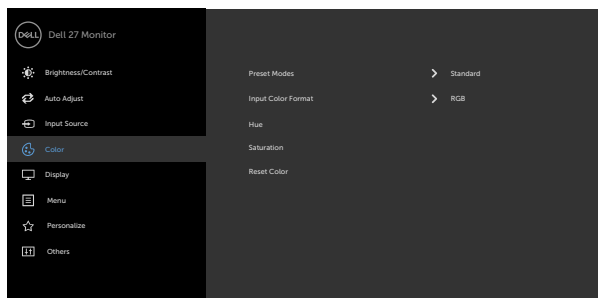 DELL Dell 27 Monitor
Brightness/Contrast
Auto Adjust
Input Source
Color
Display
Menu
Personalize
Others
Preset Modes Standard
Input Color Format RGB
Hue
Saturation
Reset Color